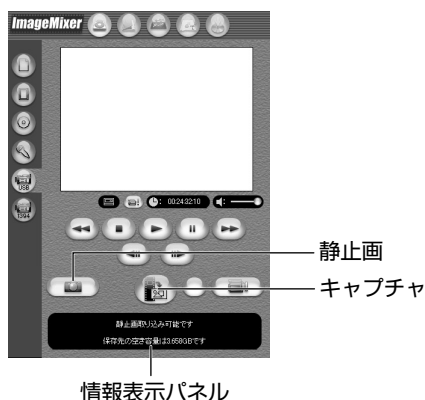 ImageMixer
USB
00:24:32:10
静止画
キャプチャ
静止画取り込み可能です
保存先の空き容量は3.658GBです
情報表示パネル